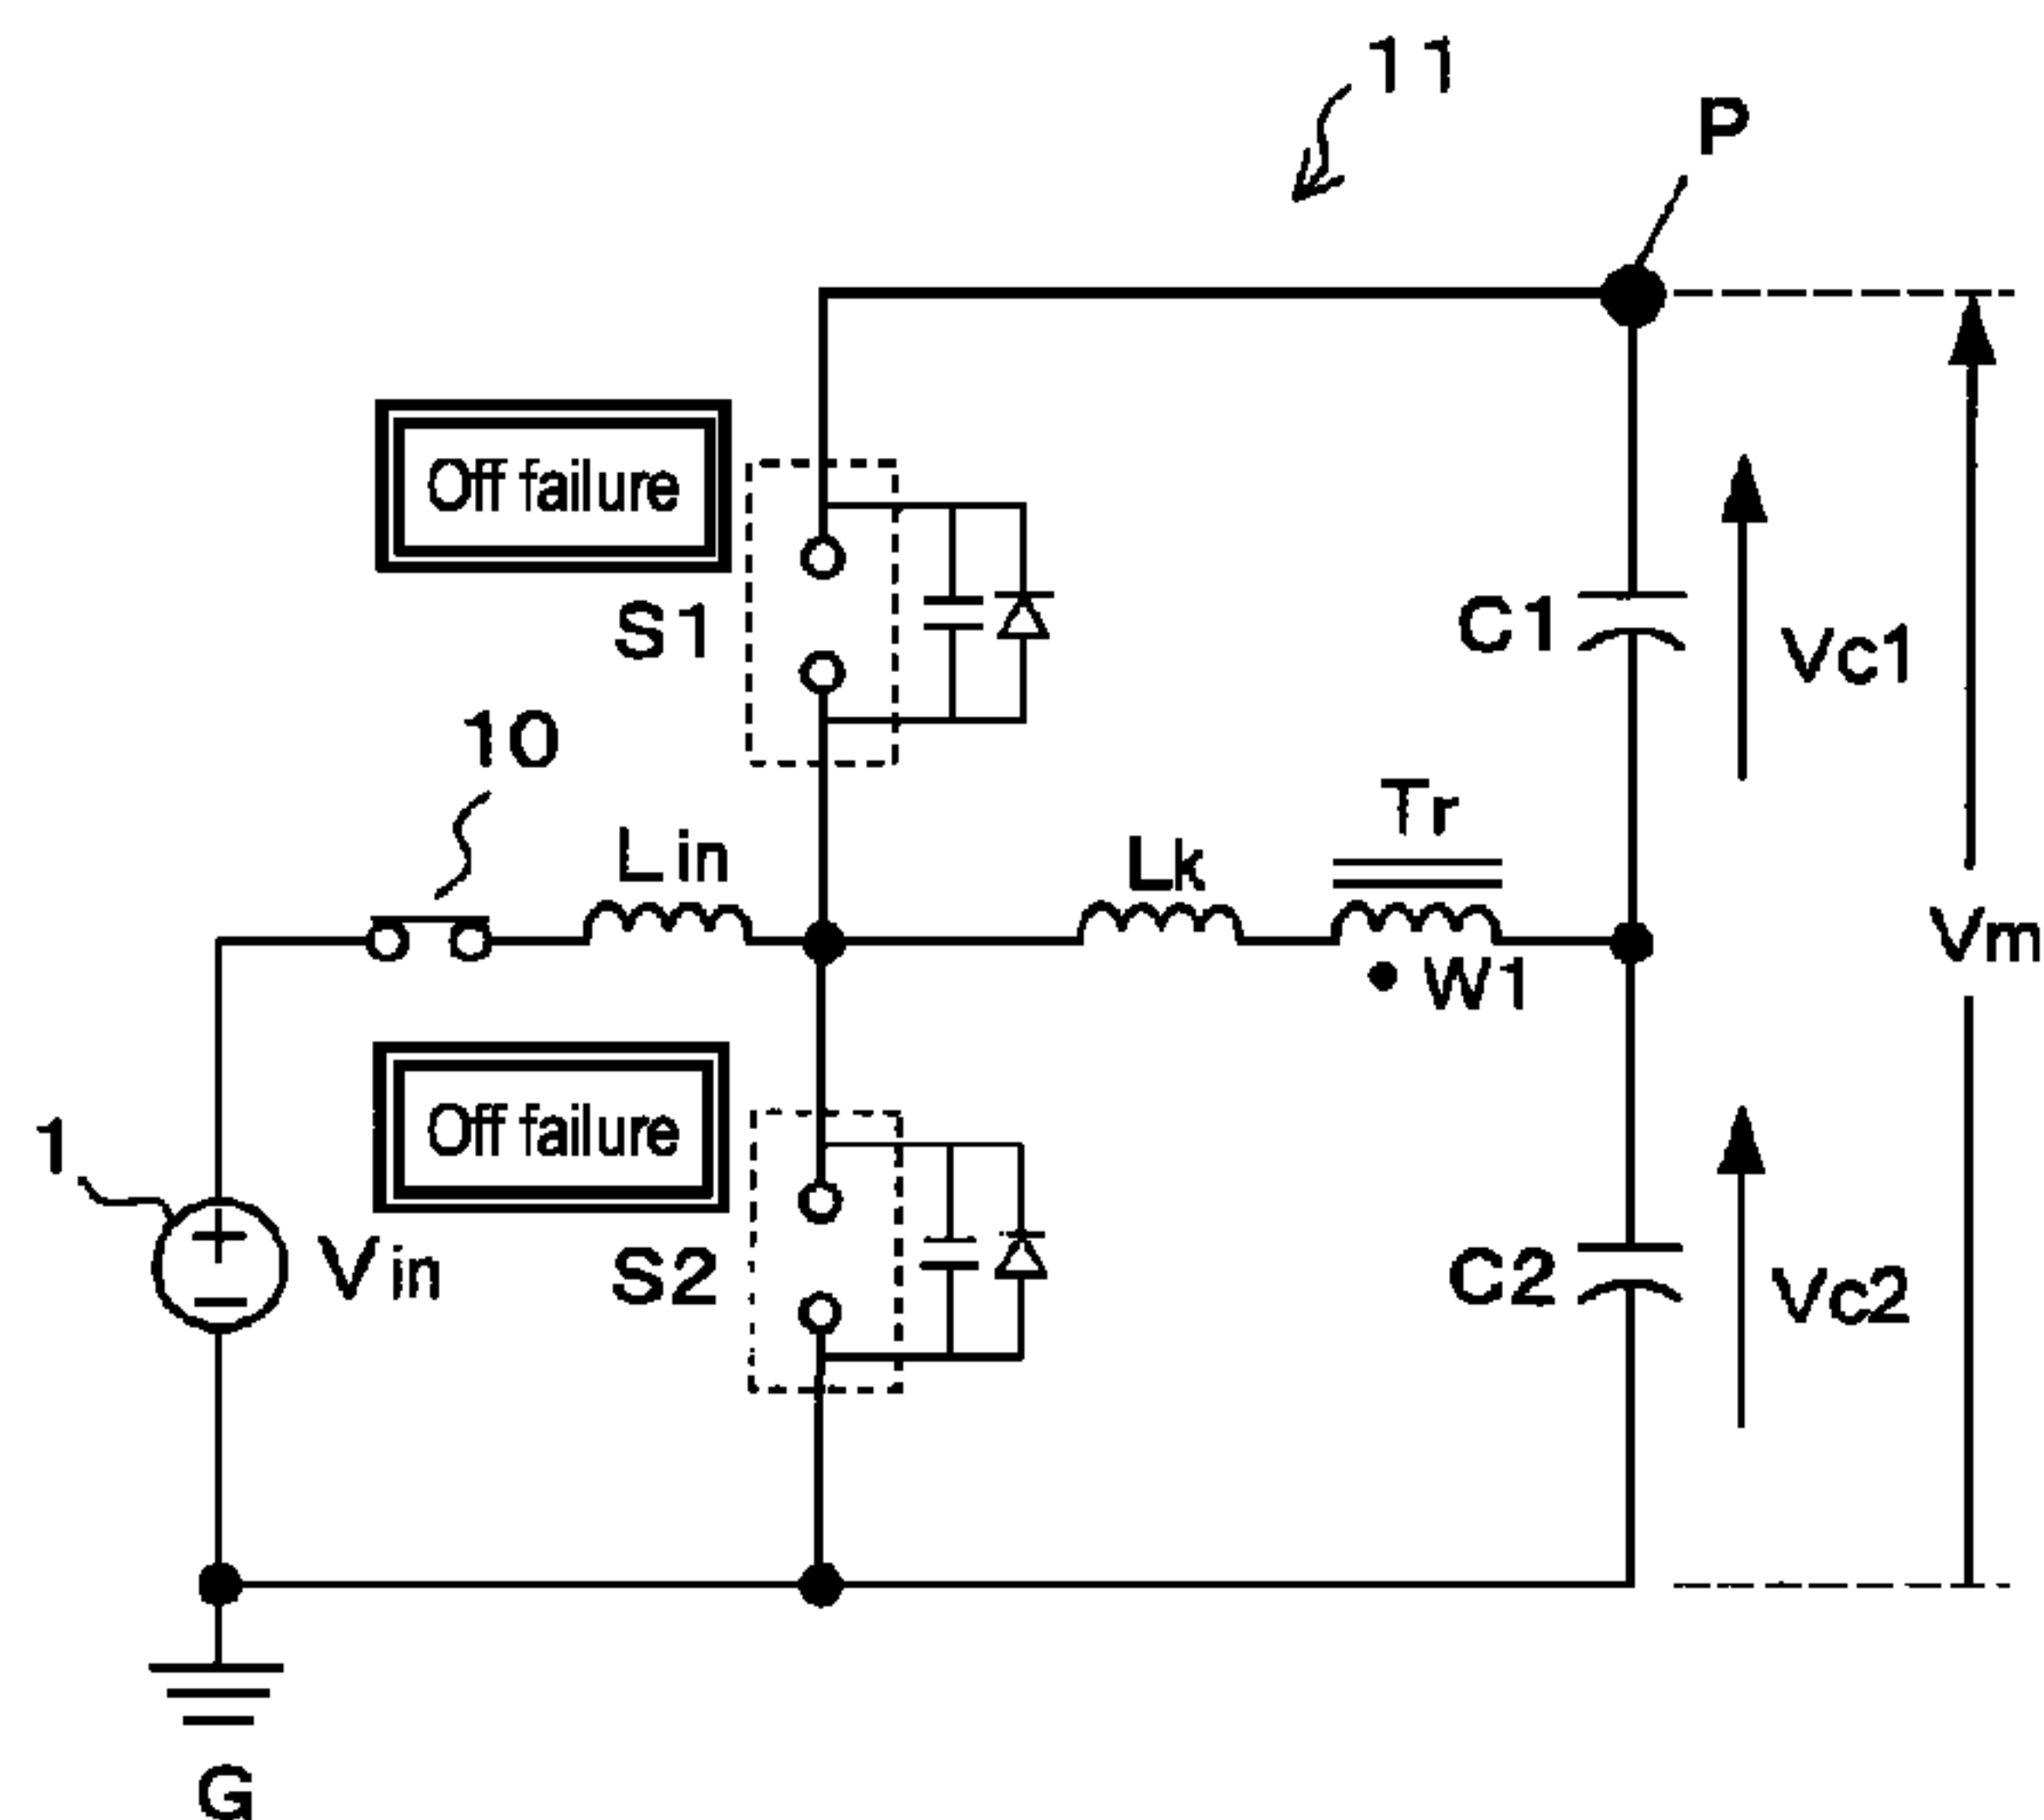 11
P
Off failure
S1
C1
Vc1
10
Lin
Lk
Tr
W1
Vm
Off failure
1
Vin
S2
C2
Vc2
G